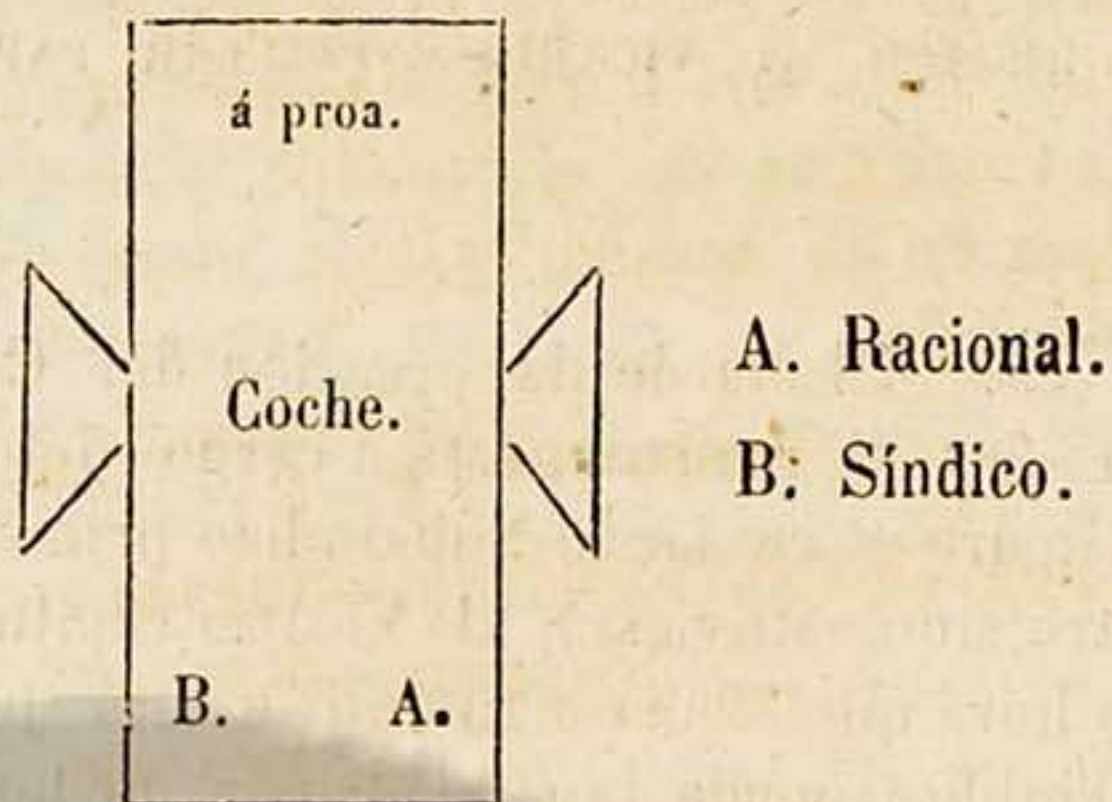 á proa.
Coche.
A. Racional.
B. Síndico.
B. A.